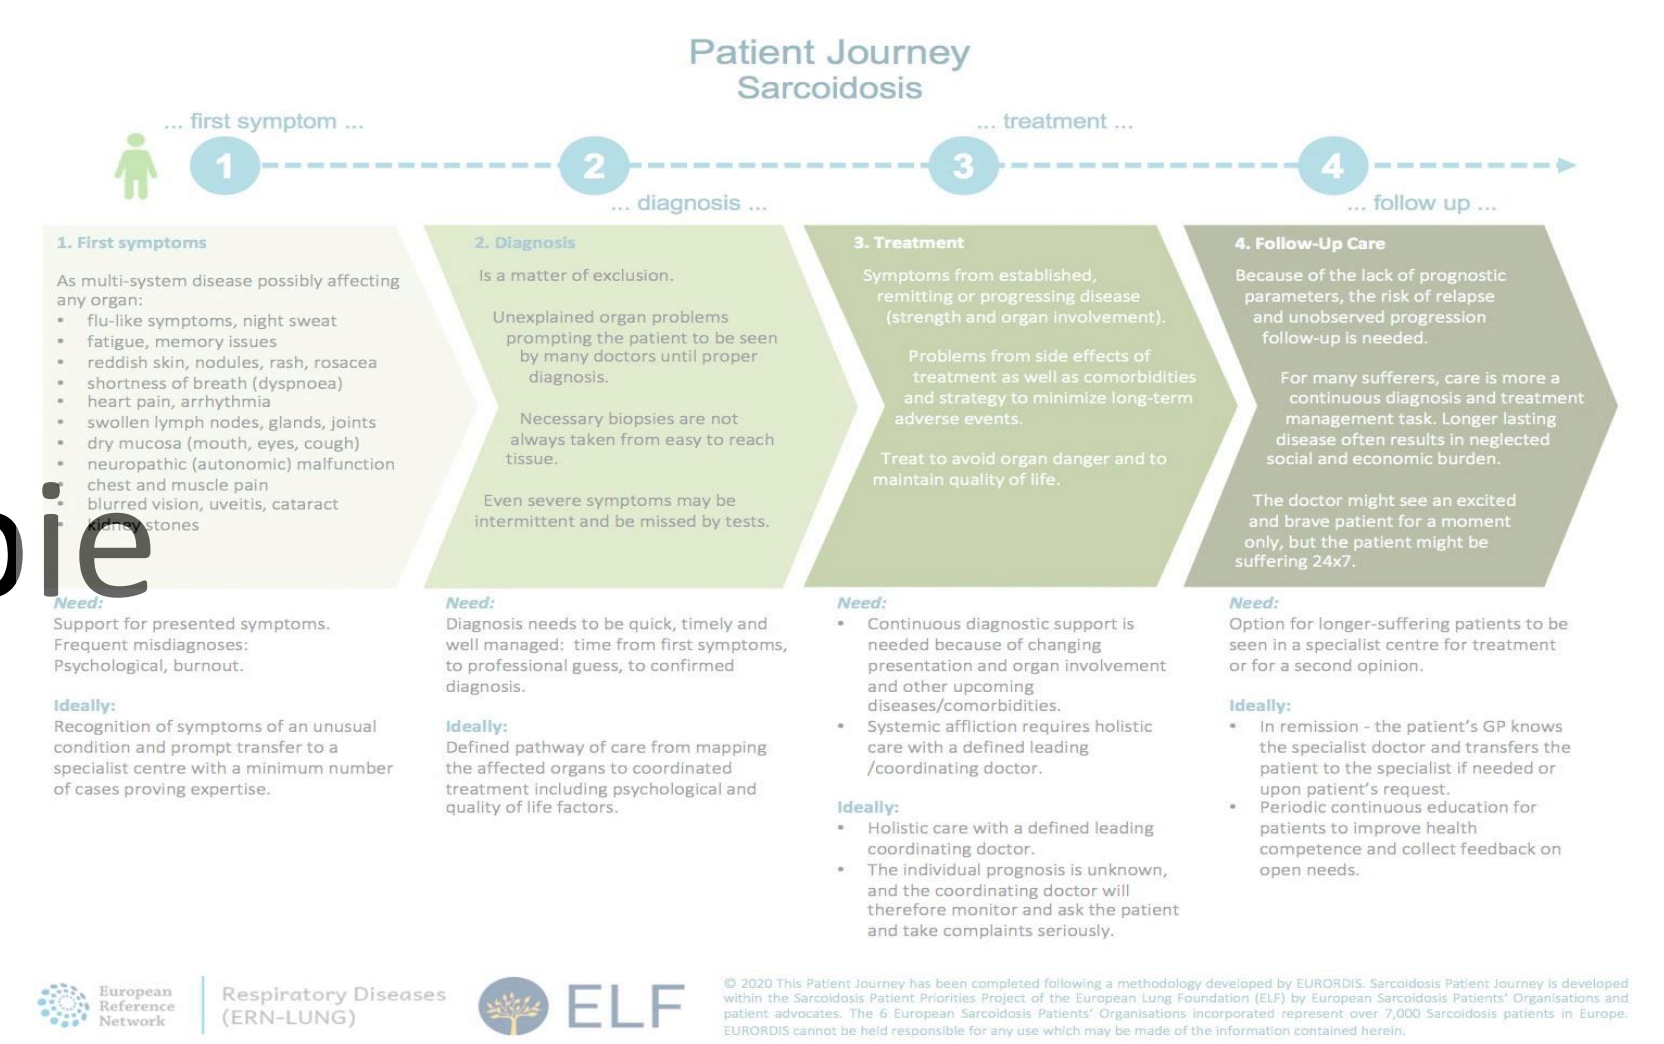 Patient Journey
Sarcoidosis
... first symptom ...
... treatment ...
1
2
3
4
... diagnosis ...
... follow up ...
1. First symptoms
As multi-system disease possibly affecting
any organ:
• flu-like symptoms, night sweat
• fatigue, memory issues
• reddish skin, nodules, rash, rosacea
• shortness of breath (dyspnoea)
• heart pain, arrhythmia
• swollen lymph nodes, glands, joints
• dry mucosa (mouth, eyes, cough)
• neuropathic (autonomic) malfunction
• chest and muscle pain
• blurred vision, uveitis, cataract
• kidney stones
pie
Need:
Support for presented symptoms.
Frequent misdiagnoses:
Psychological, burnout.
Ideally:
Recognition of symptoms of an unusual
condition and prompt transfer to a
specialist centre with a minimum number
of cases proving expertise.
2. Diagnosis
Is a matter of exclusion.
Unexplained organ problems
prompting the patient to be seen
by many doctors until proper
diagnosis.
Necessary biopsies are not
always taken from easy to reach
tissue.
Even severe symptoms may be
intermittent and be missed by tests.
Need:
Diagnosis needs to be quick, timely and
well managed: time from first symptoms,
to professional guess, to confirmed
diagnosis.
Ideally:
Defined pathway of care from mapping
the affected organs to coordinated
treatment including psychological and
quality of life factors.
3. Treatment
Symptoms from established,
remitting or progressing disease
(strength and organ involvement).
Problems from side effects of
treatment as well as comorbidities
and strategy to minimize long-term
adverse events.
Treat to avoid organ danger and to
maintain quality of life.
Need:
• Continuous diagnostic support is
needed because of changing
presentation and organ involvement
and other upcoming
diseases/comorbidities.
• Systemic affliction requires holistic
care with a defined leading
/coordinating doctor.
Ideally:
• Holistic care with a defined leading
coordinating doctor.
• The individual prognosis is unknown,
and the coordinating doctor will
therefore monitor and ask the patient
and take complaints seriously.
4. Follow-Up Care
Because of the lack of prognostic
parameters, the risk of relapse
and unobserved progression
follow-up is needed.
For many sufferers, care is more a
continuous diagnosis and treatment
management task. Longer lasting
disease often results in neglected
social and economic burden.
The doctor might see an excited
and brave patient for a moment
only, but the patient might be
suffering 24x7.
Need:
Option for longer-suffering patients to be
seen in a specialist centre for treatment
or for a second opinion.
Ideally:
• In remission - the patient's GP knows
the specialist doctor and transfers the
patient to the specialist if needed or
upon patient's request.
• Periodic continuous education for
patients to improve health
competence and collect feedback on
open needs.
European
Reference
Network
Respiratory Diseases
(ERN-LUNG)
ELF
© 2020 This Patient Journey has been completed following a methodology developed by EURORDIS. Sarcoidosis Patient Journey is developed
within the Sarcoidosis Patient Priorities Project of the European Lung Foundation (ELF) by European Sarcoidosis Patients' Organisations and
patient advocates. The 6 European Sarcoidosis Patients' Organisations incorporated represent over 7,000 Sarcoidosis patients in Europe.
EURORDIS cannot be held responsible for any use which may be made of the information contained herein.